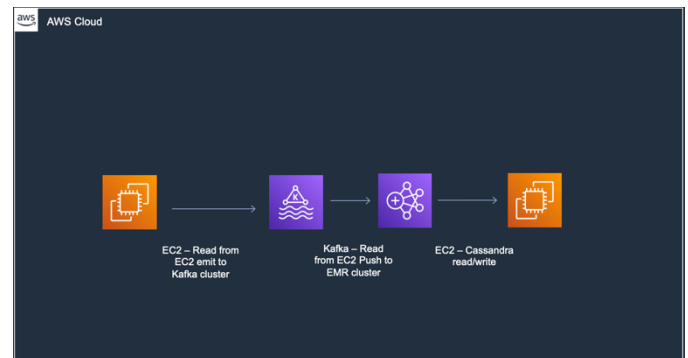 aws
AWS Cloud
K
EC2 – Read from
EC2 emit to
Kafka cluster
Kafka – Read
from EC2 Push to
EMR cluster
EC2 – Cassandra
read/write